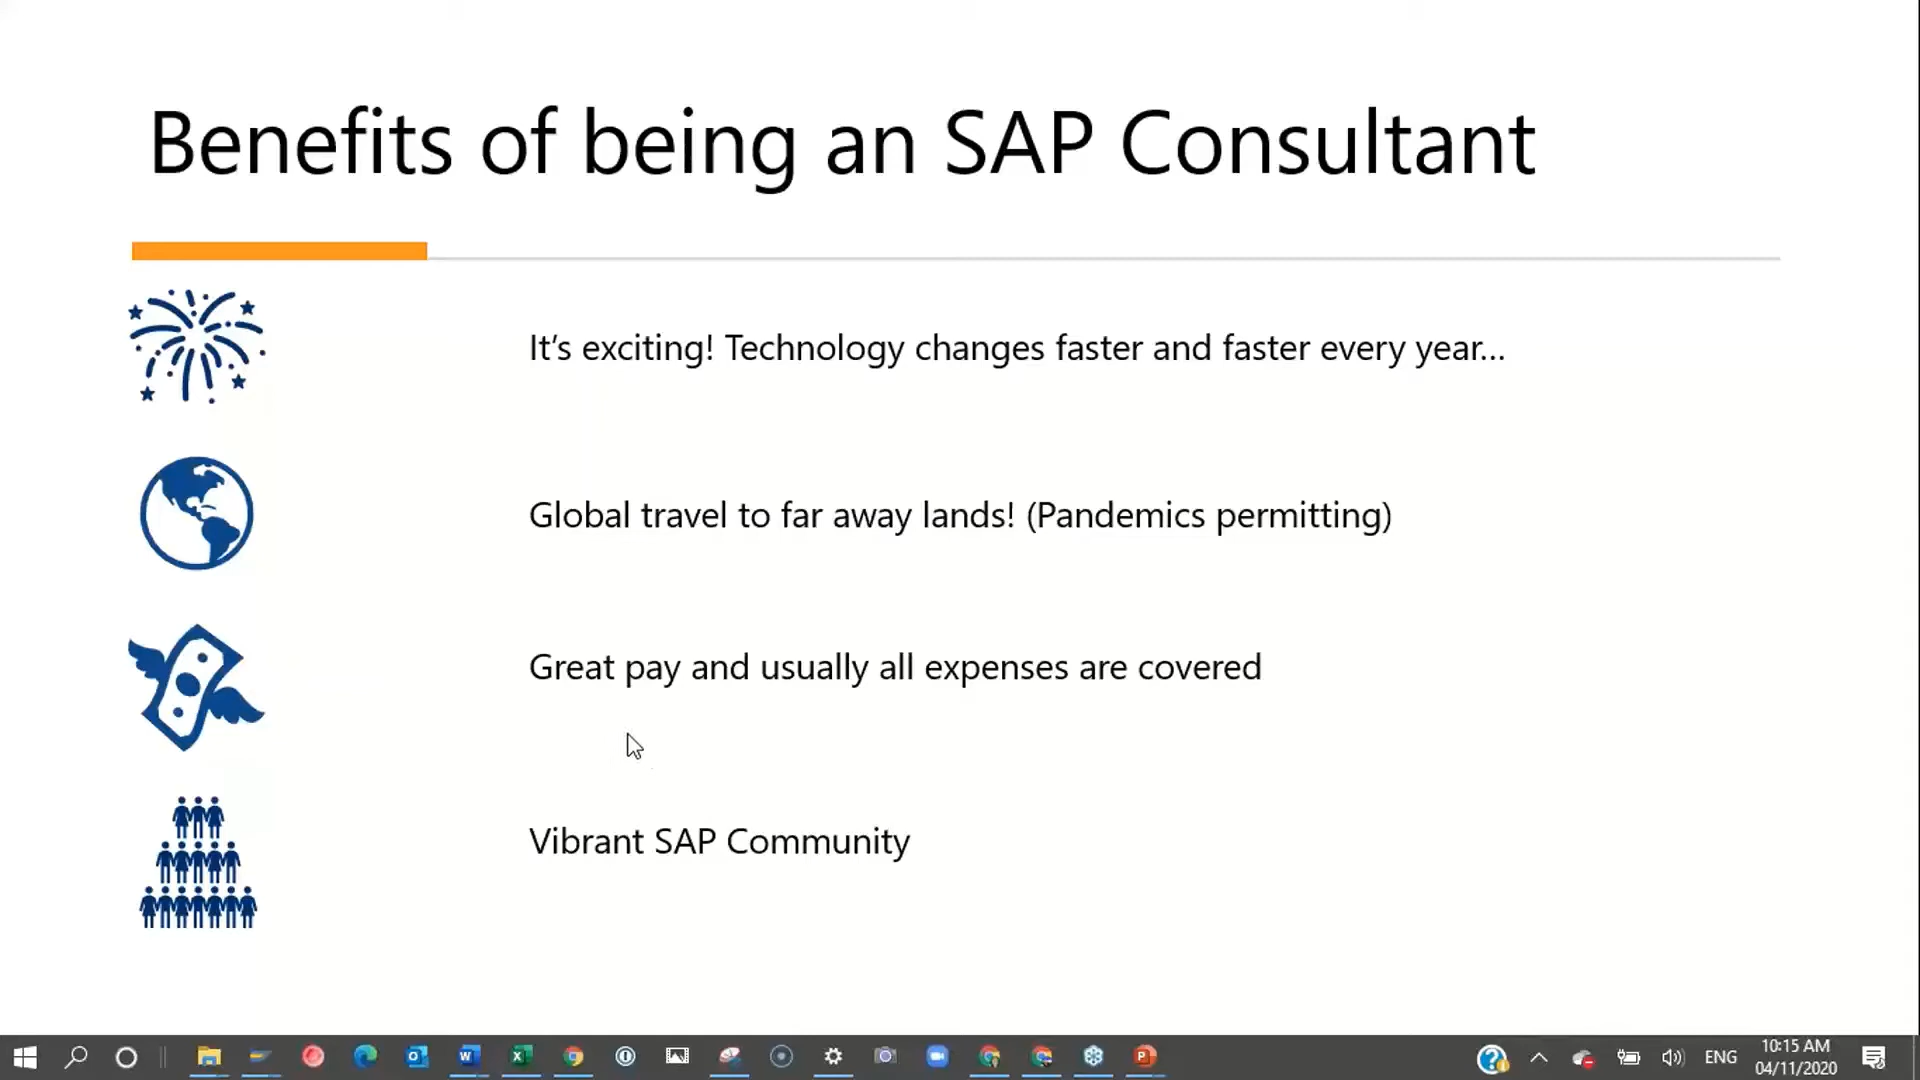 Benefits of being an SAP Consultant
It’s exciting! Technology changes faster and faster every year...
Global travel to far away lands! (Pandemics permitting)
Great pay and usually all expenses are covered
Vibrant SAP Community
ENG
10:15 AM
04/11/2020